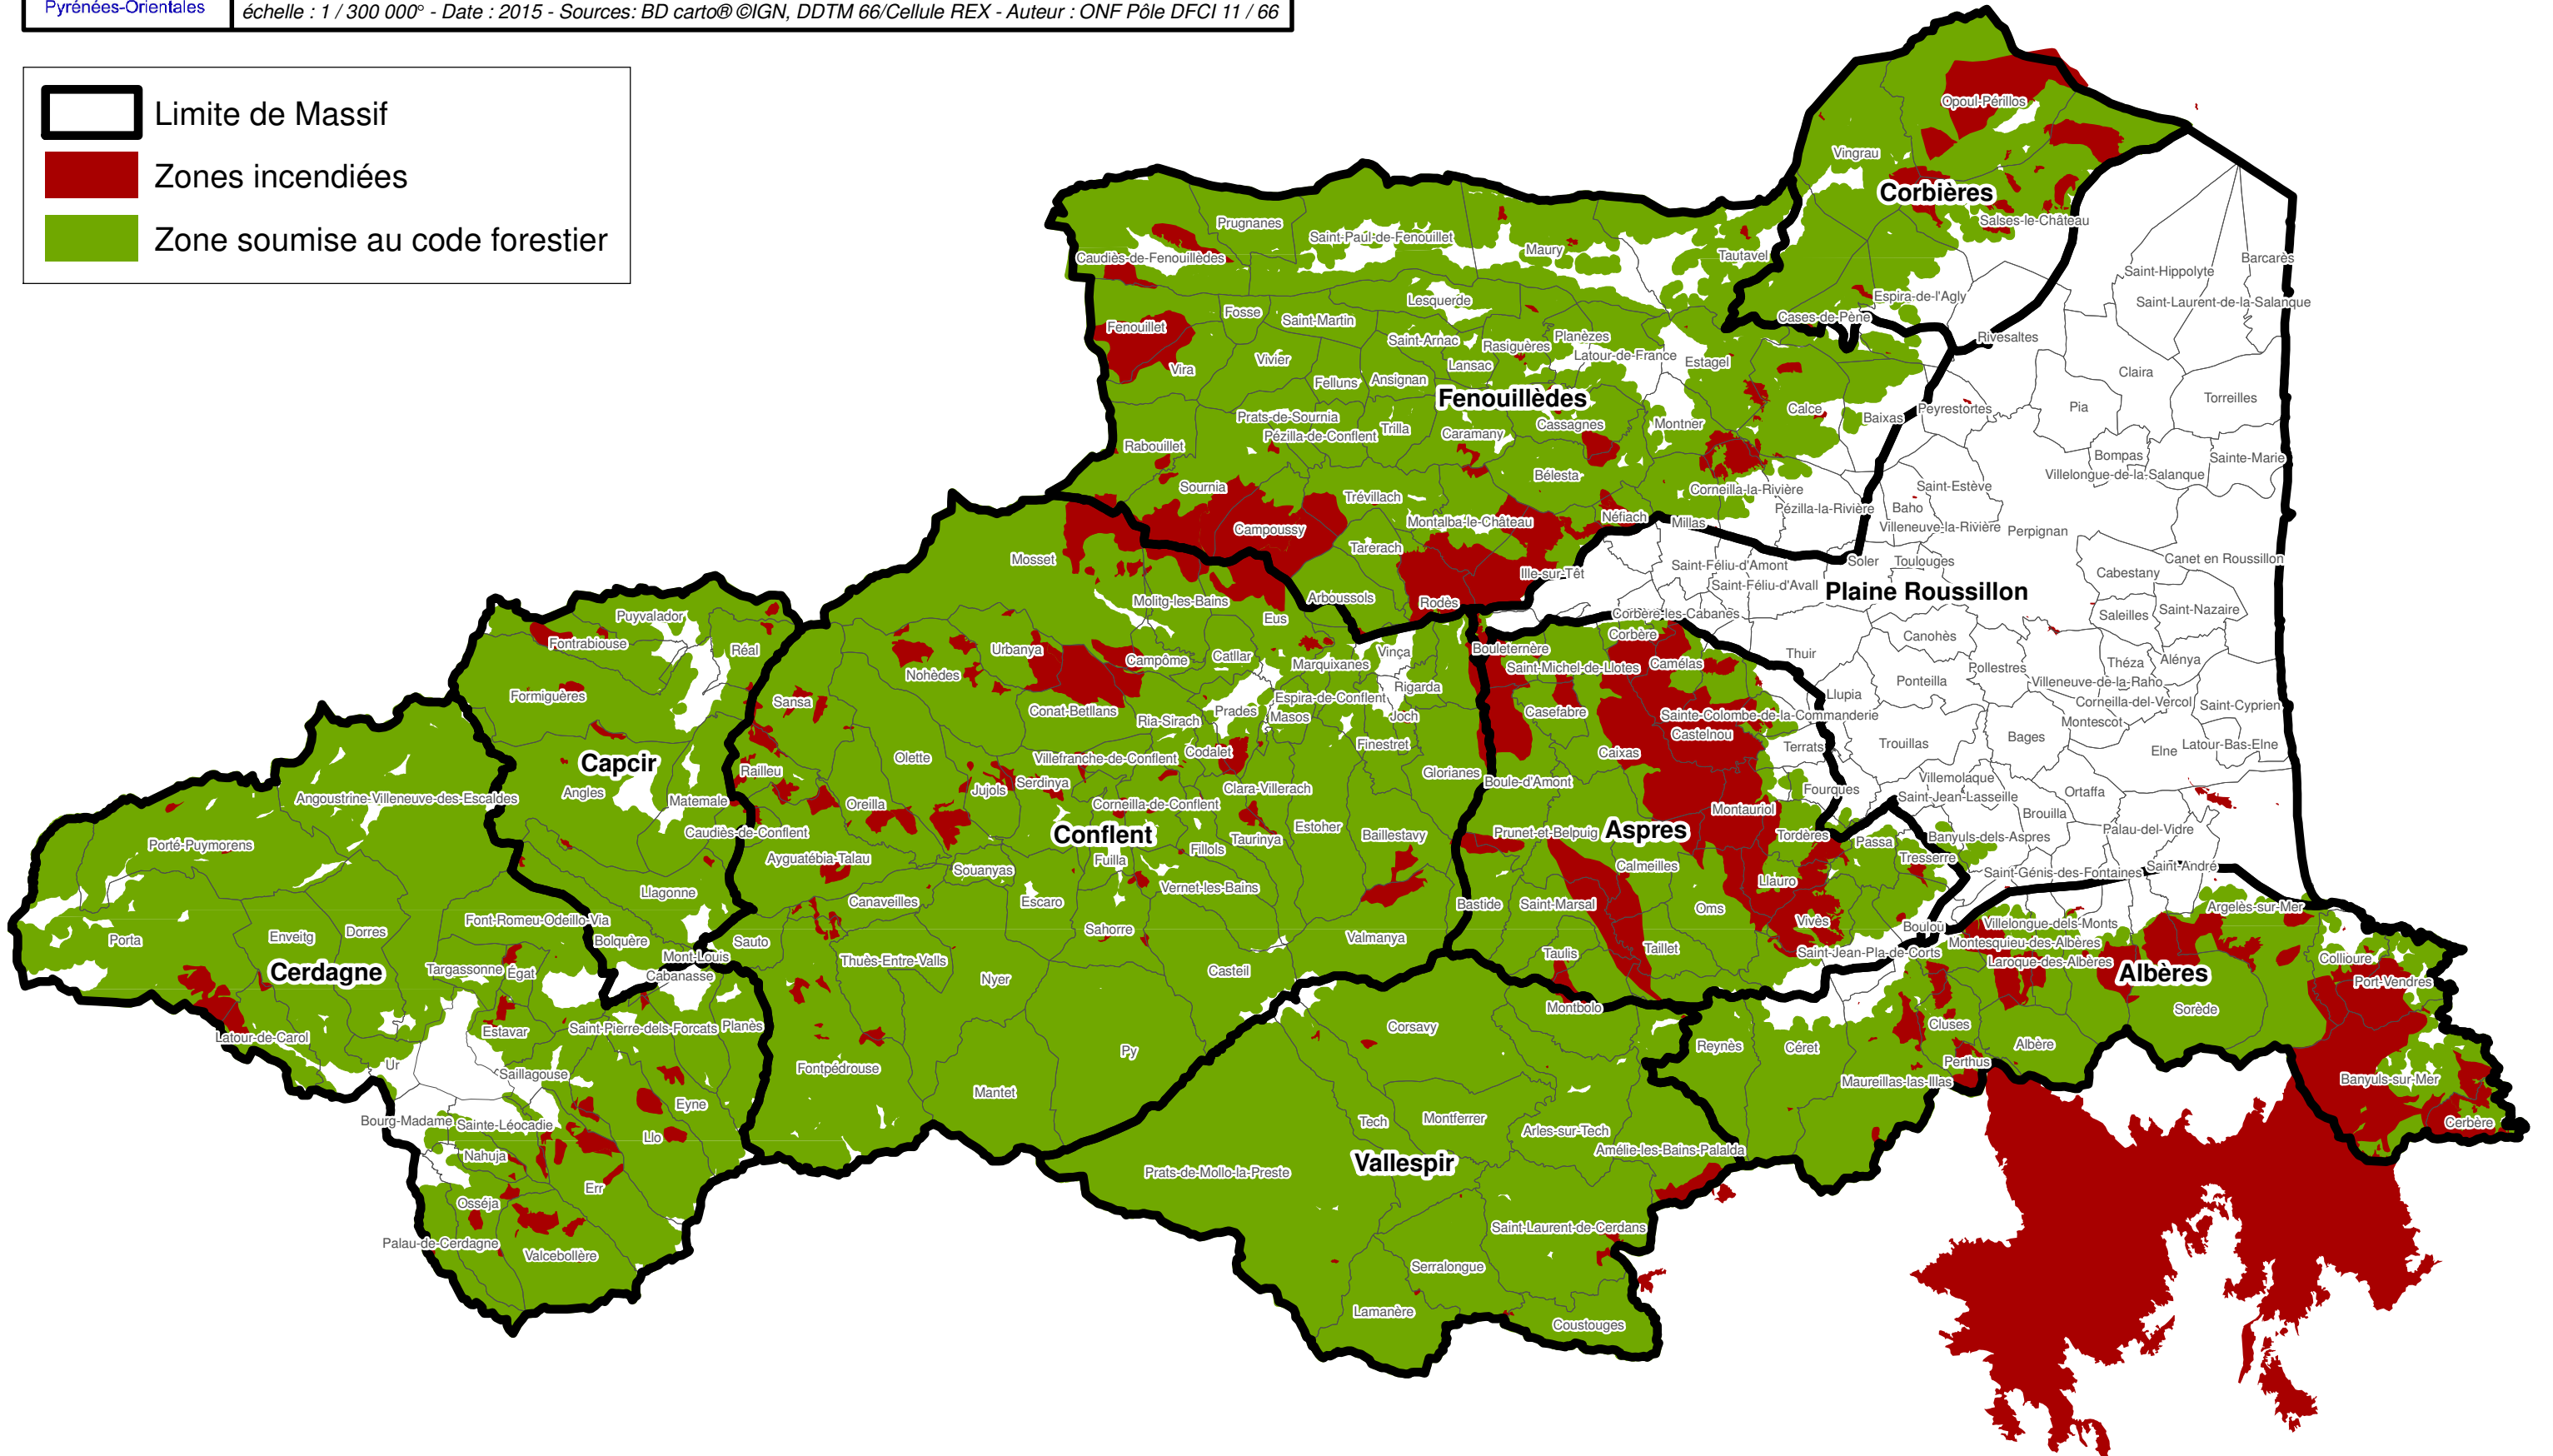 Pyrénées-Orientales
échelle : 1 / 300 000° - Date : 2015 - Sources: BD carto® ©IGN, DDTM 66/Cellule REX - Auteur : ONF Pôle DFCI 11 / 66
Limite de Massif
Zones incendiées
Zone soumise au code forestier
Opoul-Périllos
Vingrau
Corbières
Salses-le-Château
Prugnanes
Saint-Paul-de-Fenouillet
Maury
Tautavel
Caudiès-de-Fenouillèdes
Saint-Hippolyte
Barcarès
Espira-de-l'Agly
Saint-Laurent-de-la-Salanque
Lesquerde
Fosse
Saint-Martin
Cases-de-Pène
Fenouillet
Rivesaltes
Saint-Arnac
Planèzes
Rasiguères
Latour-de-France
Estagel
Vivier
Vira
Lansac
Claira
Felluns
Ansignan
Fenouillèdes
Torreilles
Calce
Peyrestortes
Pia
Prats-de-Sournia
Baixas
Cassagnes
Montner
Trilla
Pézilla-de-Conflent
Caramany
Rabouillet
Bompas
Sainte-Marie
Bélesta
Villelongue-de-la-Salanque
Sournia
Saint-Estève
Corneilla-la-Rivière
Trévillach
Pézilla-la-Rivière
Baho
Néfiach
Millas
Montalba-le-Château
Campoussy
Villeneuve-la-Rivière
Perpignan
Tarerach
Mosset
Soler
Toulouges
Canet en Roussillon
Saint-Féliu-d'Amont
Ille-sur-Têt
Cabestany
Saint-Féliu-d'Avall
Plaine Roussillon
Molitg-les-Bains
Arboussols
Rodès
Saint-Nazaire
Corbère-les-Cabanes
Saleilles
Puyvalador
Eus
Corbère
Canohès
Fontrabiouse
Réal
Urbanya
Bouleternère
Vinça
Thuir
Catllar
Campôme
Marquixanes
Saint-Michel-de-Llotes
Camélas
Théza
Alénya
Pollestres
Nohèdes
Ponteilla
Villeneuve-de-la-Raho
Rigarda
Llupia
Formiguères
Espira-de-Conflent
Sansa
Corneilla-del-Vercol
Saint-Cyprien
Conat-Betllans
Prades
Masos
Joch
Casefabre
Sainte-Colombe-de-la-Commanderie
Ria-Sirach
Montescot
Castelnou
Bages
Trouillas
Finestret
Terrats
Latour-Bas-Elne
Elne
Codalet
Caixas
Olette
Villefranche-de-Conflent
Capcir
Railleu
Glorianes
Villemolaque
Boule-d'Amont
Serdinya
Jujols
Clara-Villerach
Fourques
Ortaffa
Angles
Angoustrine-Villeneuve-des-Escaldes
Saint-Jean-Lasseille
Matemale
Oreilla
Corneilla-de-Conflent
Montauriol
Brouilla
Estoher
Palau-del-Vidre
Caudiès-de-Conflent
Conflent
Prunet-et-Belpuig
Aspres
Baillestavy
Tordères
Banyuls-dels-Aspres
Taurinya
Passa
Porté-Puymorens
Fillols
Tresserre
Ayguatébia-Talau
Fuilla
Saint-André
Calmeilles
Souanyas
Saint-Génis-des-Fontaines
Llauro
Vernet-les-Bains
Llagonne
Canaveilles
Escaro
Bastide
Saint-Marsal
Argelès-sur-Mer
Oms
Font-Romeu-Odeillo-Via
Vivès
Villelongue-dels-Monts
Boulou
Sahorre
Dorres
Enveitg
Valmanya
Porta
Bolquère
Sauto
Montesquieu-des-Albères
Taillet
Taulis
Saint-Jean-Pla-de-Corts
Mont-Louis
Collioure
Thuès-Entre-Valls
Laroque-des-Albères
Targassonne
Égat
Cerdagne
Casteil
Albères
Cabanasse
Nyer
Port-Vendres
Montbolo
Sorède
Saint-Pierre-dels-Forcats
Planès
Corsavy
Cluses
Estavar
Latour-de-Carol
Albère
Reynès
Céret
Py
Perthus
Ur
Fontpédrouse
Saillagouse
Banyuls-sur-Mer
Maureillas-las-Illas
Mantet
Eyne
Montferrer
Bourg-Madame
Sainte-Léocadie
Tech
Cerbère
Arles-sur-Tech
Llo
Amélie-les-Bains-Palalda
Nahuja
Vallespir
Prats-de-Mollo-la-Preste
Err
Osséja
Saint-Laurent-de-Cerdans
Palau-de-Cerdagne
Valcebollère
Serralongue
Lamanère
Coustouges